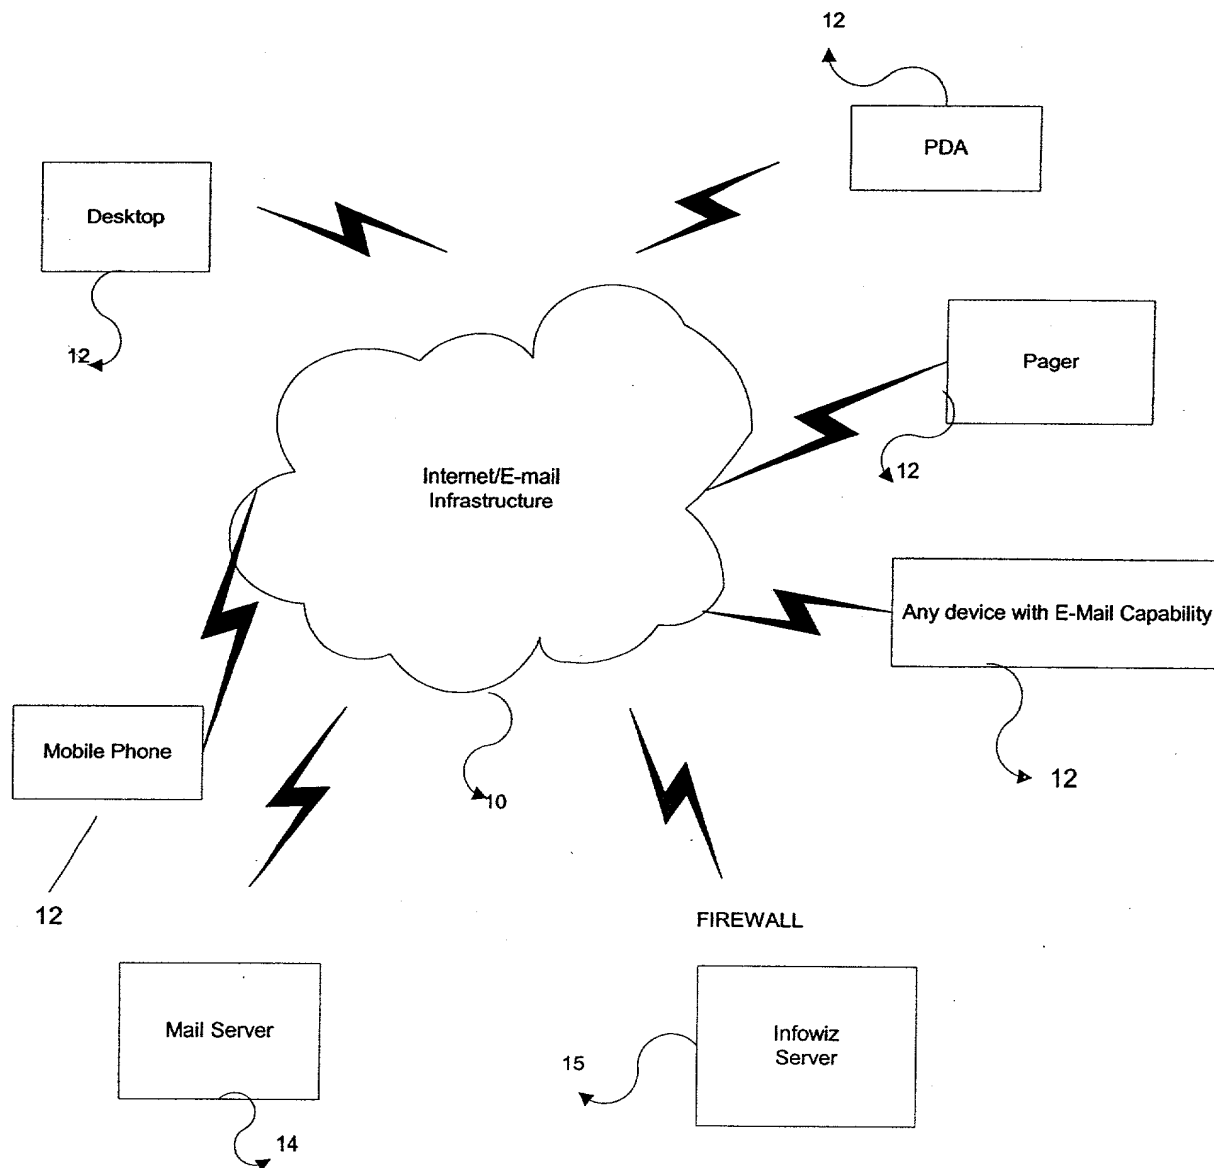 12
PDA
Desktop
12
Pager
12
Internet/E-mail
Infrastructure
Any device with E-Mail Capability
12
Mobile Phone
12
10
FIREWALL
Mail Server
14
Infowiz
Server
15